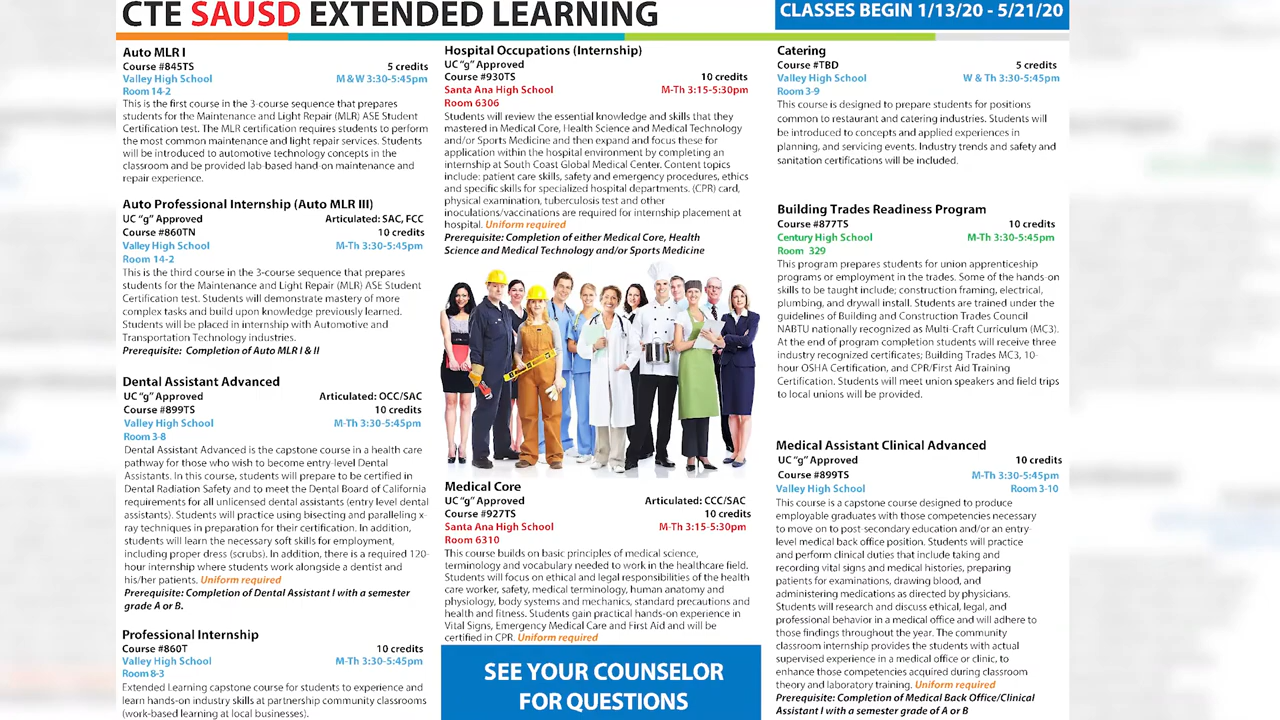 CTE SAUSD EXTENDED LEARNING
CLASSES BEGIN 1/13/20 - 5/21/20
Auto MLR I
Course #845TS 5 credits
Valley High School M & W 3:30-5:45pm
Room 14-2
This is the first course in the 3-course sequence that prepares
students for the Maintenance and Light Repair (MLR) ASE Student
Certification test. The MLR certification requires students to perform
the most common maintenance and light repair services. Students
will be introduced to automotive technology concepts in the
classroom and be provided lab-based hand-on maintenance and
repair experience.
Auto Professional Internship (Auto MLR III)
UC "g" Approved Articulated: SAC, FCC
Course #860TN 10 credits
Valley High School M-Th 3:30-5:45pm
Room 14-2
This is the third course in the 3-course sequence that prepares
students for the Maintenance and Light Repair (MLR) ASE Student
Certification test. Students will demonstrate mastery of more
complex tasks and build upon knowledge previously learned.
Students will be placed in internship with Automotive and
Transportation Technology industries.
Prerequisite: Completion of Auto MLR I & II
Dental Assistant Advanced
UC "g" Approved Articulated: OCC/SAC
Course #899TS 10 credits
Valley High School M-Th 3:30-5:45pm
Room 3-8
Dental Assistant Advanced is the capstone course in a health care
pathway for those who wish to become entry-level Dental
Assistants. In this course, students will prepare to be certified in
Dental Radiation Safety and to meet the Dental Board of California
requirements for all unlicensed dental assistants (entry level dental
assistants). Students will practice using bisecting and paralleling x-
ray techniques in preparation for their certification. In addition,
students will learn the necessary soft skills for employment,
including proper dress (scrubs). In addition, there is a required 120-
hour internship where students work alongside a dentist and
his/her patients. Uniform required
Prerequisite: Completion of Dental Assistant I with a semester
grade A or B.
Professional Internship
Course #860T 10 credits
Valley High School M-Th 3:30-5:45pm
Room 8-3
Extended Learning capstone course for students to experience and
learn hands-on industry skills at partnership community classrooms
(work-based learning at local businesses).
Hospital Occupations (Internship)
UC "g" Approved
Course #930TS 10 credits
Santa Ana High School M-Th 3:15-5:30pm
Room 6306
Students will review the essential knowledge and skills that they
mastered in Medical Core, Health Science and Medical Technology
and/or Sports Medicine and then expand and focus these for
application within the hospital environment by completing an
internship at South Coast Global Medical Center. Content topics
include: patient care skills, safety and emergency procedures, ethics
and specific skills for specialized hospital departments. (CPR) card,
physical examination, tuberculosis test and other
inoculations/vaccinations are required for internship placement at
hospital. Uniform required
Prerequisite: Completion of either Medical Core, Health
Science and Medical Technology and/or Sports Medicine
Medical Core
UC "g" Approved Articulated: CCC/SAC
Course #927TS 10 credits
Santa Ana High School M-Th 3:15-5:30pm
Room 6310
This course builds on basic principles of medical science,
terminology and vocabulary needed to work in the healthcare field.
Students will focus on ethical and legal responsibilities of the health
care worker, safety, medical terminology, human anatomy and
physiology, body systems and mechanics, standard precautions and
health and fitness. Students gain practical hands-on experience in
Vital Signs, Emergency Medical Care and First Aid and will be
certified in CPR. Uniform required
SEE YOUR COUNSELOR
FOR QUESTIONS
Catering
Course #TBD 5 credits
Valley High School W & Th 3:30-5:45pm
Room 3-9
This course is designed to prepare students for positions
common to restaurant and catering industries. Students will
be introduced to concepts and applied experiences in
planning, and servicing events. Industry trends and safety and
sanitation certifications will be included.
Building Trades Readiness Program
Course #877TS 10 credits
Century High School M-Th 3:30-5:45pm
Room 329
This program prepares students for union apprenticeship
programs or employment in the trades. Some of the hands-on
skills to be taught include; construction framing, electrical,
plumbing, and drywall install. Students are trained under the
guidelines of Building and Construction Trades Council
NABTU nationally recognized as Multi-Craft Curriculum (MC3).
At the end of program completion students will receive three
industry recognized certificates; Building Trades MC3, 10-
hour OSHA Certification, and CPR/First Aid Training
Certification. Students will meet union speakers and field trips
to local unions will be provided.
Medical Assistant Clinical Advanced
UC "g" Approved 10 credits
Course #899TS M-Th 3:30-5:45pm
Valley High School Room 3-10
This course is a capstone course designed to produce
employable graduates with those competencies necessary
to move on to post-secondary education and/or an entry-
level medical back office position. Students will practice
and perform clinical duties that include taking and
recording vital signs and medical histories, preparing
patients for examinations, drawing blood, and
administering medications as directed by physicians.
Students will research and discuss ethical, legal, and
professional behavior in a medical office and will adhere to
those findings throughout the year. The community
classroom internship provides the students with actual
supervised experience in a medical office or clinic, to
enhance those competencies acquired during classroom
theory and laboratory training. Uniform required
Prerequisite: Completion of Medical Back Office/Clinical
Assistant I with a semester grade of A or B